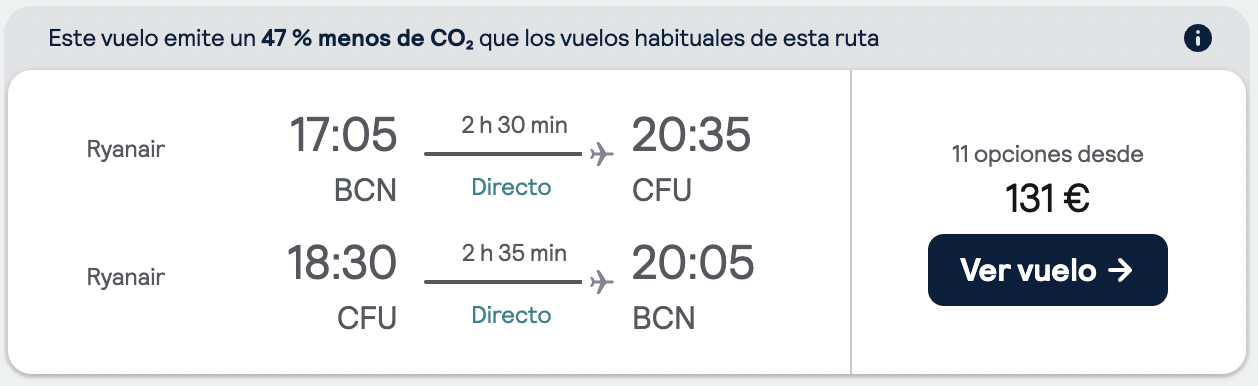 Este vuelo emite un 47 % menos de CO₂ que los vuelos habituales de esta ruta
Ryanair
17:05
BCN
2 h 30 min
Directo
20:35
CFU
Ryanair
18:30
CFU
2 h 35 min
Directo
20:05
BCN
11 opciones desde
131 €
Ver vuelo →